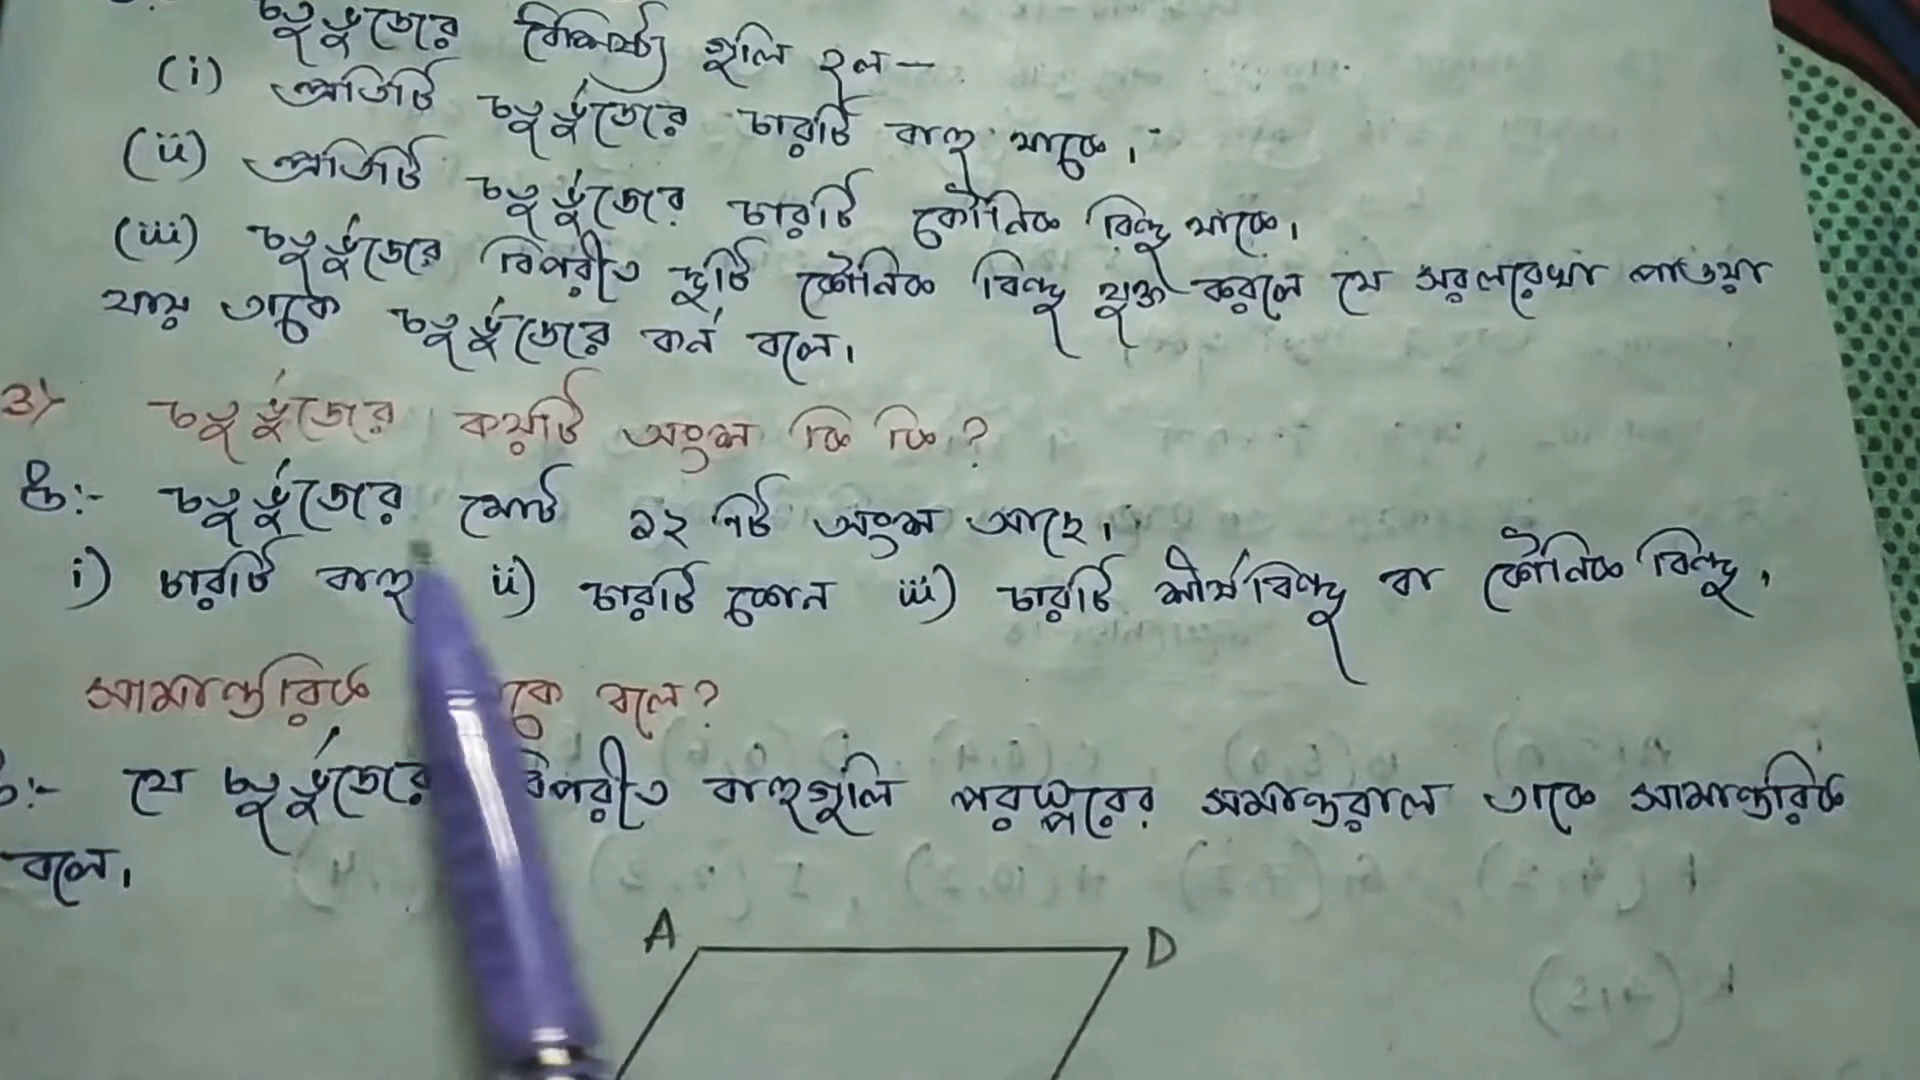 চতুর্ভুজের বৈশিষ্ট্য গুলি হল—
(i) প্রতিটি চতুর্ভুজের চারটি বাহু থাকে।
(ii) প্রতিটি চতুর্ভুজের চারটি কৌনিক বিন্দু থাকে।
(iii) চতুর্ভুজের বিপরীত দুটি কৌনিক বিন্দু যুক্ত করলে যে সরলরেখা পাওয়া
যায় তাকে চতুর্ভুজের কর্ন বলে।
3) চতুর্ভুজের কয়টি অংশ কি কি?
উ:- চতুর্ভুজের মোট ১২ টি অংশ আছে।
i) চারটি বাহু ii) চারটি কোন iii) চারটি শীর্ষবিন্দু বা কৌনিক বিন্দু।
সামান্তরিক কে বলে?
উ:- যে চতুর্ভুজের বিপরীত বাহুগুলি পরস্পরের সমান্তরাল তাকে সামান্তরিক
বলে।
A D